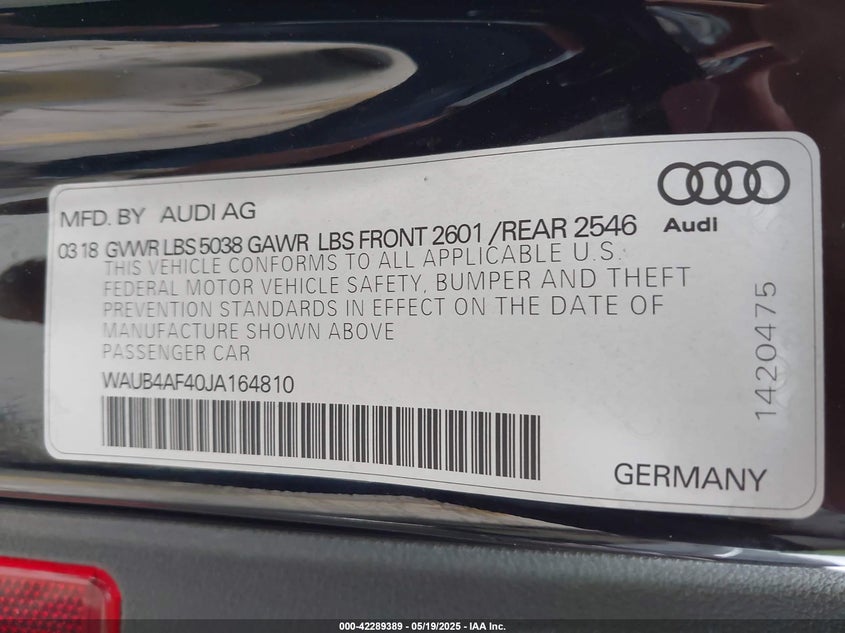 MFD. BY AUDI AG
Audi
03 18 GVWR LBS 5038 GAWR LBS FRONT 2601 /REAR 2546
THIS VEHICLE CONFORMS TO ALL APPLICABLE U.S.
FEDERAL MOTOR VEHICLE SAFETY, BUMPER AND THEFT
PREVENTION STANDARDS IN EFFECT ON THE DATE OF
MANUFACTURE SHOWN ABOVE
PASSENGER CAR
WAUB4AF40JA164810
1420475
GERMANY
000-42289389 - 05/19/2025 - IAA Inc.